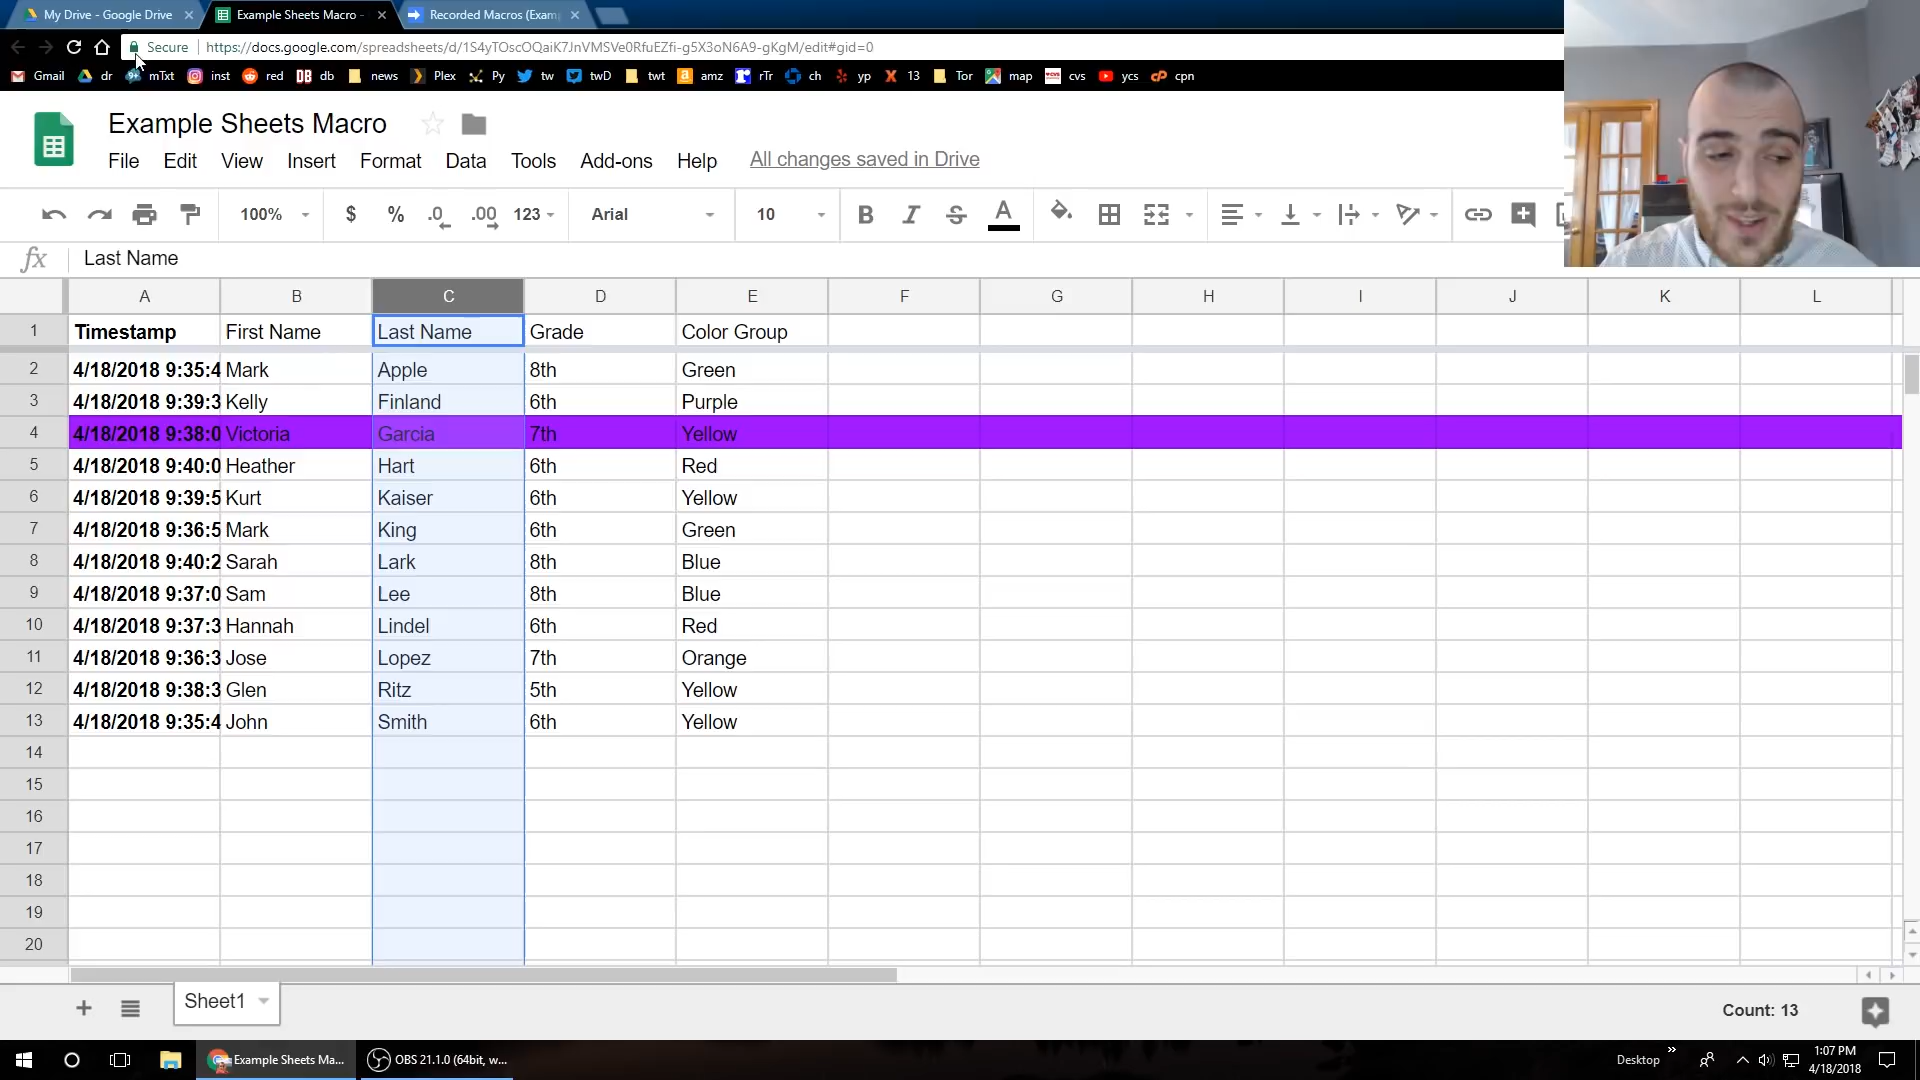 My Drive - Google Drive
Example Sheets Macro -
Recorded Macros (Exam
Secure
https://docs.google.com/spreadsheets/d/1S4yTOscOQaiK7JnVMSVe0RfuEZfi-g5X3oN6A9-gKgM/edit#gid=0
Gmail dr mTxt inst red DB db news Plex Py tw twD twt amz rTr ch yp 13 Tor map cvs ycs cpn
Example Sheets Macro
File Edit View Insert Format Data Tools Add-ons Help All changes saved in Drive
100% $ % .0 .00 123 Arial 10 B I S A
fx Last Name
A B C D E F G H I J K L
1 Timestamp First Name Last Name Grade Color Group
2 4/18/2018 9:35:4 Mark Apple 8th Green
3 4/18/2018 9:39:3 Kelly Finland 6th Purple
4 4/18/2018 9:38:0 Victoria Garcia 7th Yellow
5 4/18/2018 9:40:0 Heather Hart 6th Red
6 4/18/2018 9:39:5 Kurt Kaiser 6th Yellow
7 4/18/2018 9:36:5 Mark King 6th Green
8 4/18/2018 9:40:2 Sarah Lark 8th Blue
9 4/18/2018 9:37:0 Sam Lee 8th Blue
10 4/18/2018 9:37:3 Hannah Lindel 6th Red
11 4/18/2018 9:36:3 Jose Lopez 7th Orange
12 4/18/2018 9:38:3 Glen Ritz 5th Yellow
13 4/18/2018 9:35:4 John Smith 6th Yellow
14
15
16
17
18
19
20
Sheet1
Count: 13
Example Sheets Ma...
OBS 21.1.0 (64bit, w...
Desktop
1:07 PM
4/18/2018